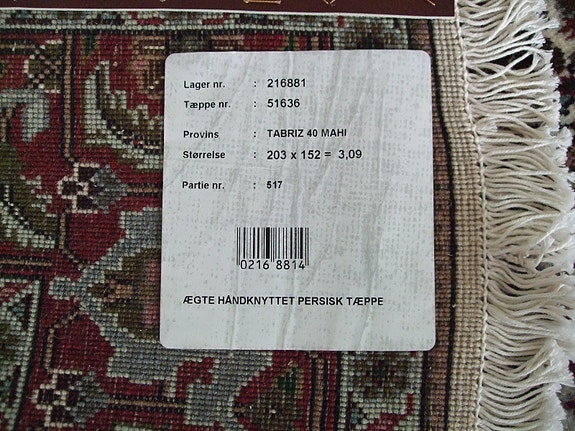 Lager nr. : 216881
Tæppe nr. : 51636
Provins : TABRIZ 40 MAHI
Størrelse : 203 x 152 = 3,09
Partie nr. : 517
0216 8814
ÆGTE HÅNDKNYTTET PERSISK TÆPPE